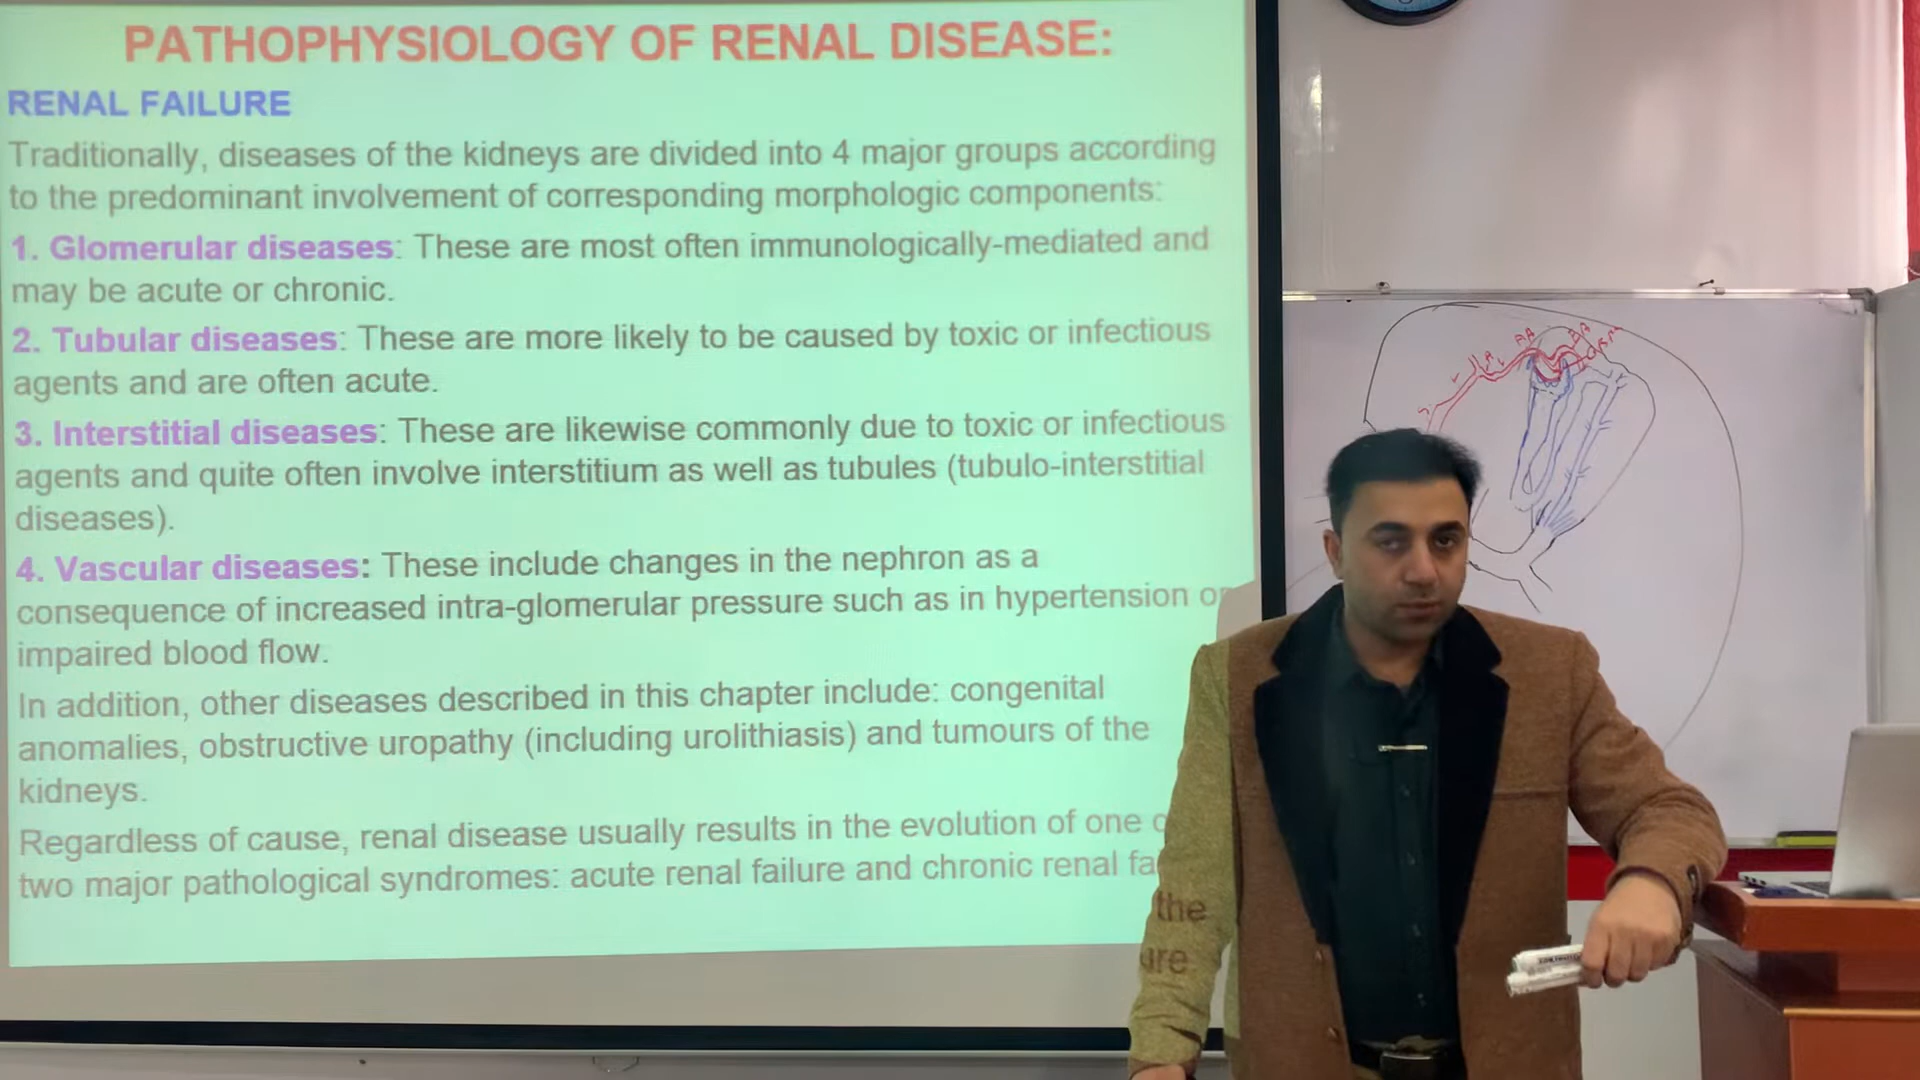 PATHOPHYSIOLOGY OF RENAL DISEASE:
RENAL FAILURE
Traditionally, diseases of the kidneys are divided into 4 major groups according
to the predominant involvement of corresponding morphologic components:
1. Glomerular diseases: These are most often immunologically-mediated and
may be acute or chronic.
2. Tubular diseases: These are more likely to be caused by toxic or infectious
agents and are often acute.
3. Interstitial diseases: These are likewise commonly due to toxic or infectious
agents and quite often involve interstitium as well as tubules (tubulo-interstitial
diseases).
4. Vascular diseases: These include changes in the nephron as a
consequence of increased intra-glomerular pressure such as in hypertension or
impaired blood flow.
In addition, other diseases described in this chapter include: congenital
anomalies, obstructive uropathy (including urolithiasis) and tumours of the
kidneys.
Regardless of cause, renal disease usually results in the evolution of one o the
two major pathological syndromes: acute renal failure and chronic renal fa ure